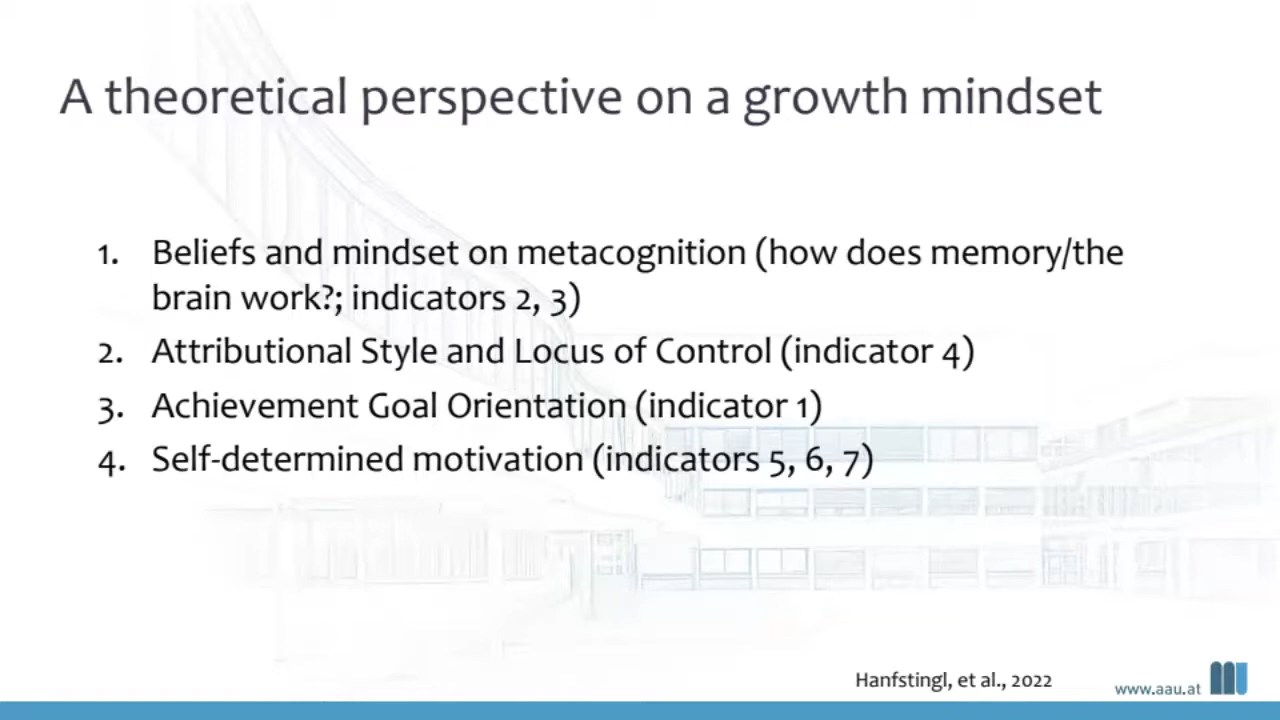 A theoretical perspective on a growth mindset
1. Beliefs and mindset on metacognition (how does memory/the
brain work?; indicators 2, 3)
2. Attributional Style and Locus of Control (indicator 4)
3. Achievement Goal Orientation (indicator 1)
4. Self-determined motivation (indicators 5, 6, 7)
Hanfstingl, et al., 2022
www.aau.at